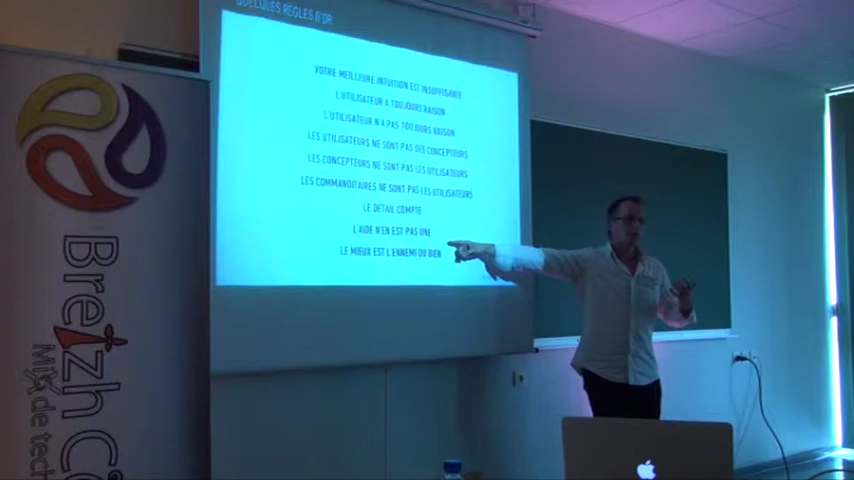 QUELQUES RÈGLES D'OR
VOTRE MEILLEURE INTUITION EST INSUFFISANTE
L'UTILISATEUR A TOUJOURS RAISON
L'UTILISATEUR N'A PAS TOUJOURS RAISON
LES UTILISATEURS NE SONT PAS DES CONCEPTEURS
LES CONCEPTEURS NE SONT PAS LES UTILISATEURS
LES COMMANDITAIRES NE SONT PAS LES UTILISATEURS
LE DÉTAIL COMPTE
L'AIDE N'EN EST PAS UNE
LE MIEUX EST L'ENNEMI DU BIEN
BreizhC
Mix de tech